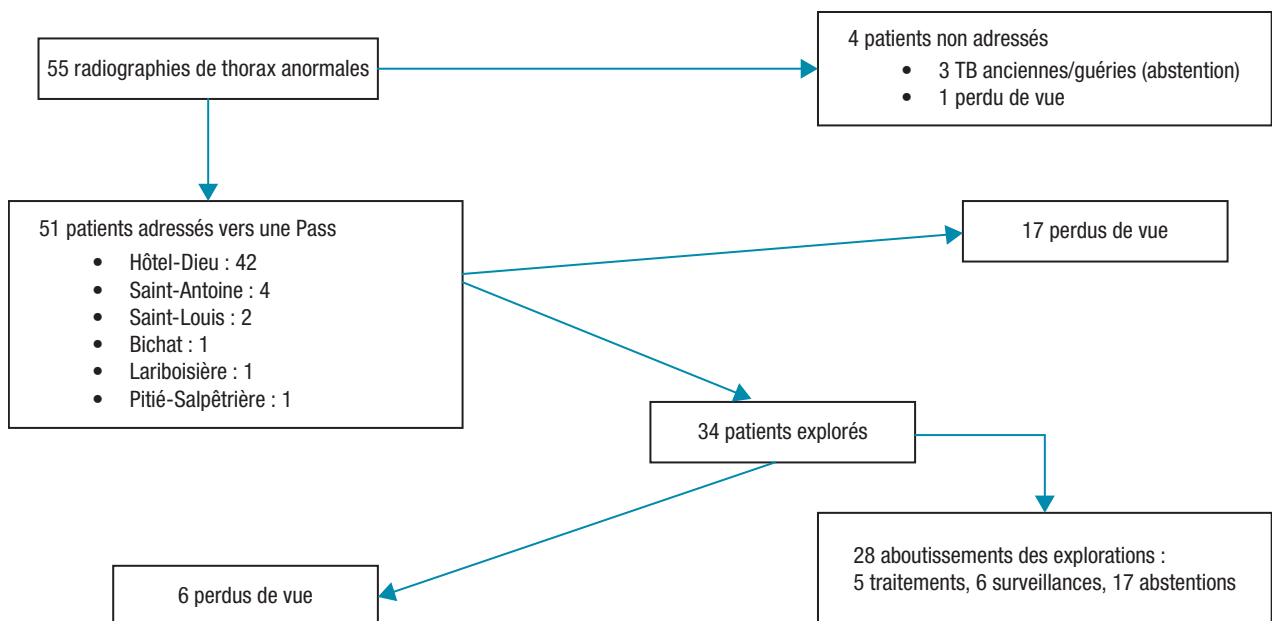 55 radiographies de thorax anormales
4 patients non adressés
• 3 TB anciennes/guéries (abstention)
• 1 perdu de vue
51 patients adressés vers une Pass
• Hôtel-Dieu : 42
• Saint-Antoine : 4
• Saint-Louis : 2
• Bichat : 1
• Lariboisière : 1
• Pitié-Salpêtrière : 1
17 perdus de vue
34 patients explorés
28 aboutissements des explorations :
5 traitements, 6 surveillances, 17 abstentions
6 perdus de vue